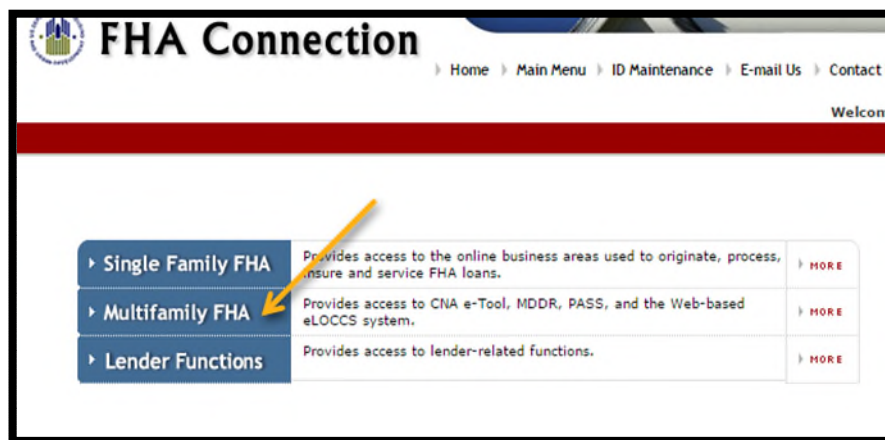 FHA Connection
Home Main Menu ID Maintenance E-mail Us Contact
Welcom
Single Family FHA
Provides access to the online business areas used to originate, process,
insure and service FHA loans.
MORE
Multifamily FHA
Provides access to CNA e-Tool, MDDR, PASS, and the Web-based
eLOCCS system.
MORE
Lender Functions
Provides access to lender-related functions.
MORE